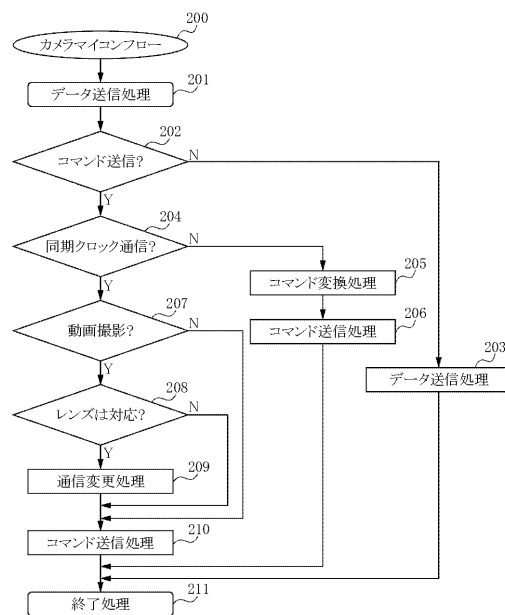 200
カメラマイコンフロー
201
データ送信処理
202
コマンド送信?
N
Y
204
同期クロック通信?
N
Y
205
コマンド変換処理
207
動画撮影?
N
Y
206
コマンド送信処理
203
データ送信処理
208
レンズは対応?
N
Y
209
通信変更処理
210
コマンド送信処理
211
終了処理